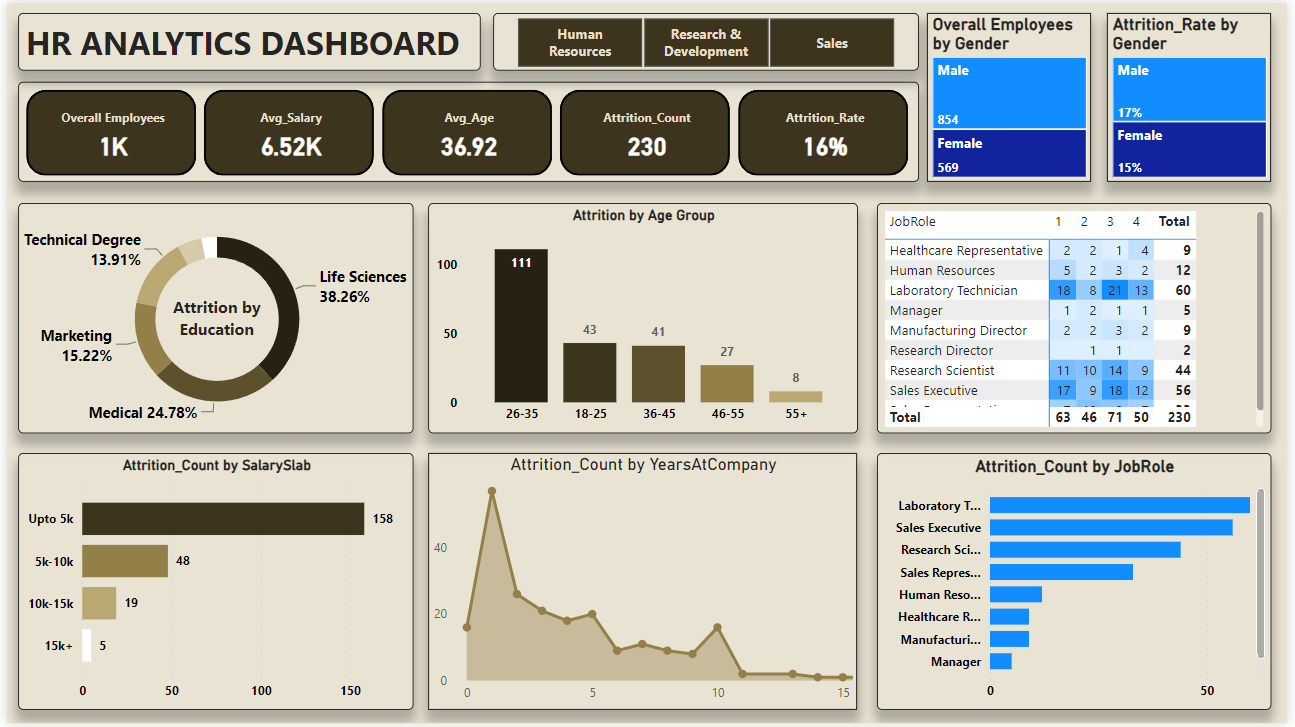 HR ANALYTICS DASHBOARD
Human
Resources
Research &
Development
Sales
Overall Employees
by Gender
Male
854
Female
569
Attrition_Rate by
Gender
Male
17%
Female
15%
Overall Employees
1K
Avg_Salary
6.52K
Avg_Age
36.92
Attrition_Count
230
Attrition_Rate
16%
Attrition by
Education
Technical Degree
13.91%
Life Sciences
38.26%
Marketing
15.22%
Medical 24.78%
Attrition by Age Group
100
50
0
111
43
41
27
8
26-35
18-25
36-45
46-55
55+
JobRole 1 2 3 4 Total
Healthcare Representative 2 2 1 4 9
Human Resources 5 2 3 2 12
Laboratory Technician 18 8 21 13 60
Manager 1 2 1 1 5
Manufacturing Director 2 2 3 2 9
Research Director 1 1 2
Research Scientist 11 10 14 9 44
Sales Executive 17 9 18 12 56
Total 63 46 71 50 230
Attrition_Count by SalarySlab
Upto 5k 158
5k-10k 48
10k-15k 19
15k+ 5
0 50 100 150
Attrition_Count by YearsAtCompany
40
20
0
0 5 10 15
Attrition_Count by JobRole
Laboratory T...
Sales Executive
Research Sci...
Sales Repres...
Human Reso...
Healthcare R...
Manufacturi...
Manager
0 50